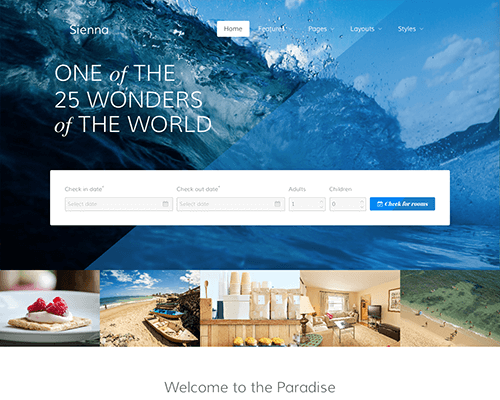 Sienna
Home Features Pages Layouts Styles
ONE of THE
25 WONDERS
of THE WORLD
Check in date* Check out date* Adults Children
Select date Select date 1 0 Check for rooms
Welcome to the Paradise